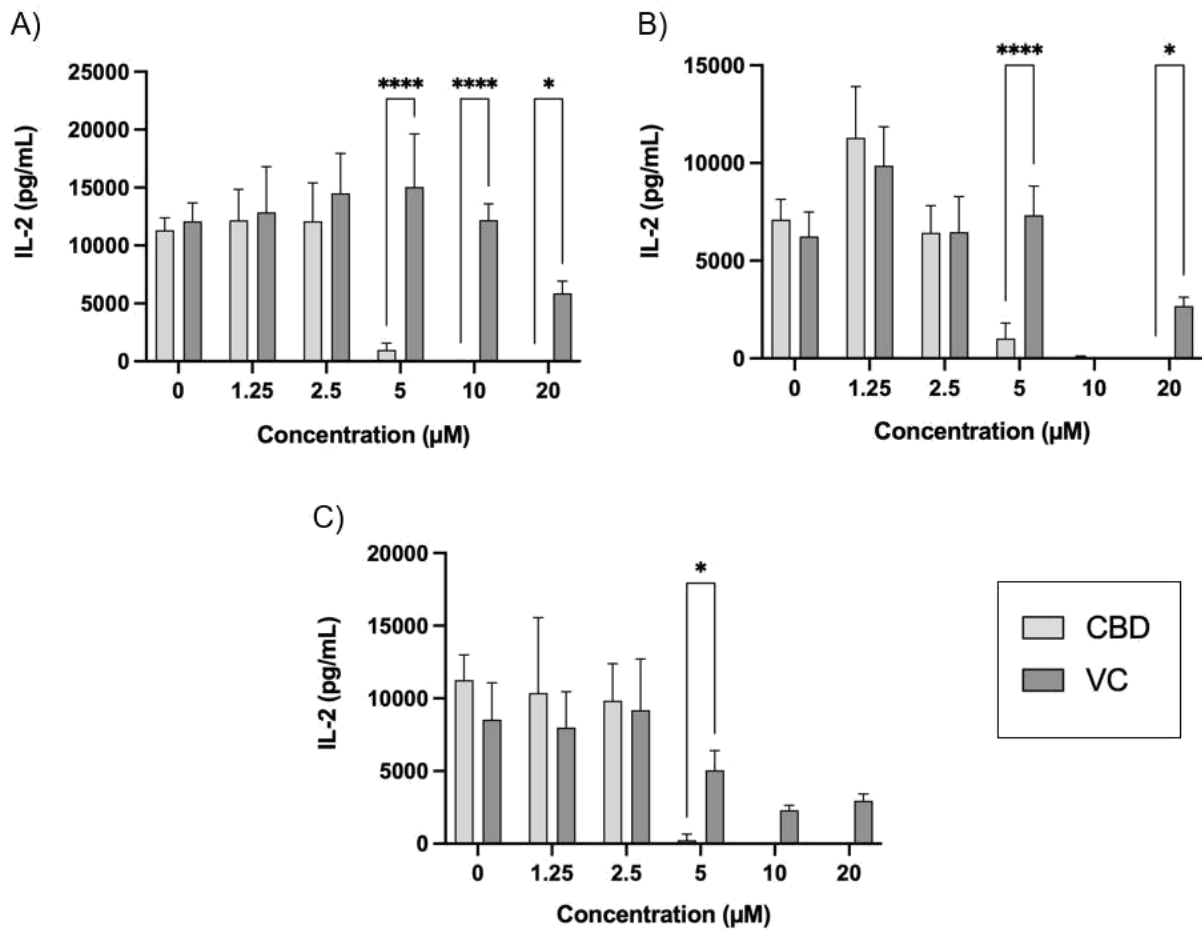 A)
25000
20000
15000
10000
5000
0
IL-2 (pg/mL)
**** **** *
0 1.25 2.5 5 10 20
Concentration (µM)
B)
15000
10000
5000
0
IL-2 (pg/mL)
**** *
0 1.25 2.5 5 10 20
Concentration (µM)
C)
20000
15000
10000
5000
0
IL-2 (pg/mL)
*
0 1.25 2.5 5 10 20
Concentration (µM)
CBD
VC